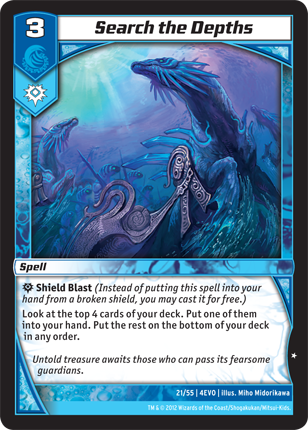 3
Search the Depths
Spell
Shield Blast (Instead of putting this spell into your
hand from a broken shield, you may cast it for free.)
Look at the top 4 cards of your deck. Put one of them
into your hand. Put the rest on the bottom of your deck
in any order.
Untold treasure awaits those who can pass its fearsome
guardians.
21/55 | 4EVO | Illus. Miho Midorikawa
TM & © 2012 Wizards of the Coast/Shogakukan/Mitsui-Kids.